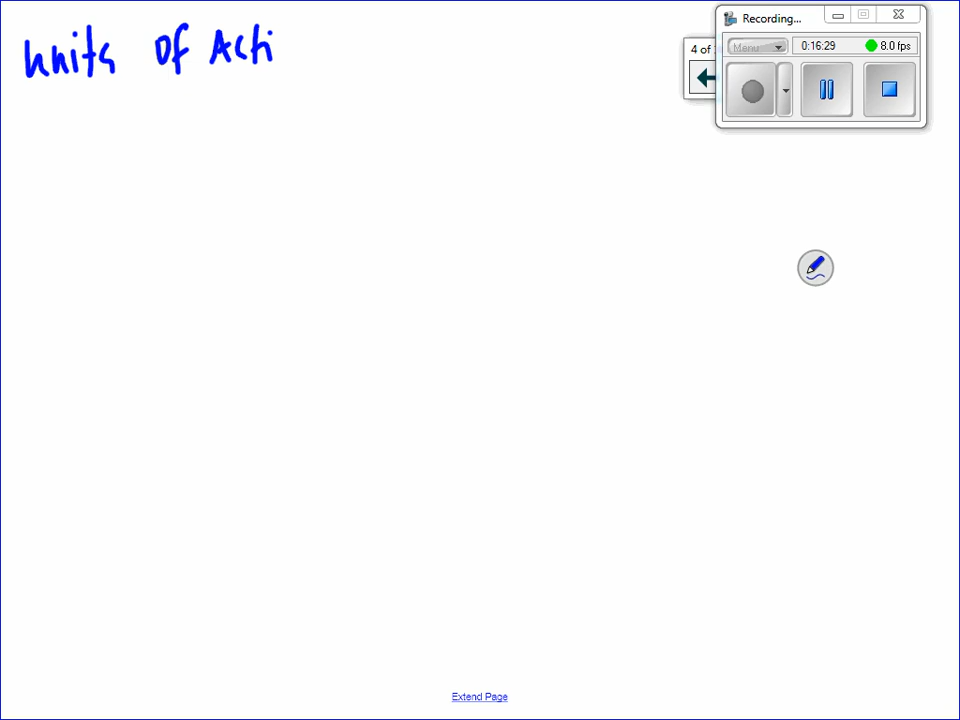 units of Acti
Recording...
4 of
Menu
0:16:29
8.0 fps
Extend Page